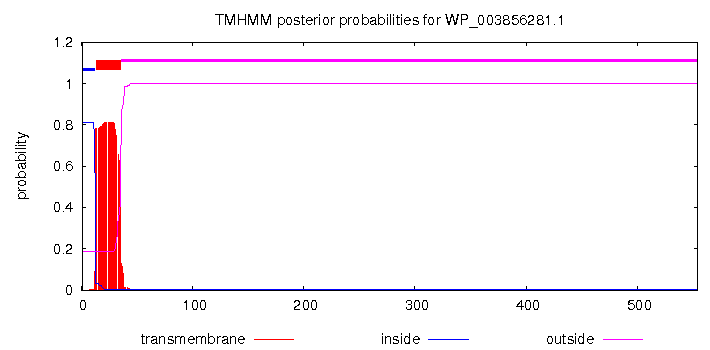 TMHMM posterior probabilities for WP_003856281.1
1.2
1
0.8
0.6
0.4
0.2
0
probability
0 100 200 300 400 500
transmembrane inside outside